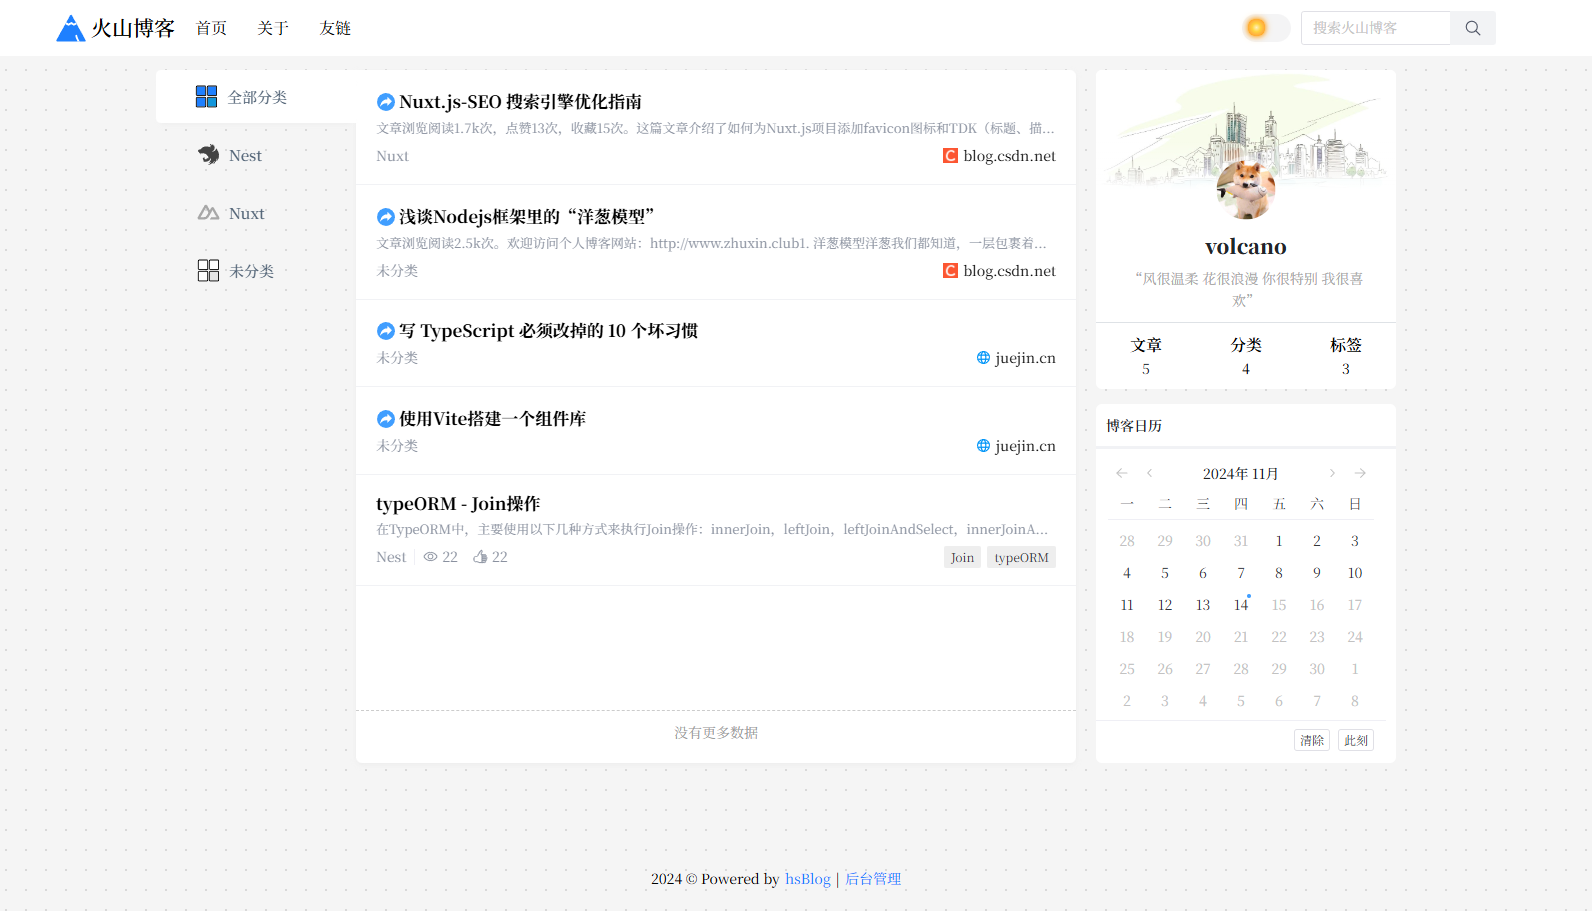 火山博客 首页 关于 友链 搜索火山博客
全部分类
Nest
Nuxt
未分类
Nuxt.js-SEO 搜索引擎优化指南
文章浏览阅读1.7k次，点赞13次，收藏15次。这篇文章介绍了如何为Nuxt.js项目添加favicon图标和TDK（标题、描...
Nuxt blog.csdn.net
浅谈Nodejs框架里的“洋葱模型”
文章浏览阅读2.5k次。欢迎访问个人博客网站：http://www.zhuxin.club1. 洋葱模型洋葱我们都知道，一层包裹着...
未分类 blog.csdn.net
写 TypeScript 必须改掉的 10 个坏习惯
未分类 juejin.cn
使用Vite搭建一个组件库
未分类 juejin.cn
typeORM - Join操作
在TypeORM中，主要使用以下几种方式来执行Join操作：innerJoin，leftJoin，leftJoinAndSelect，innerJoinA...
Nest 22 22 Join typeORM
没有更多数据
volcano
“风很温柔 花很浪漫 你很特别 我很喜
欢”
文章 分类 标签
5 4 3
博客日历
2024年 11月
一 二 三 四 五 六 日
28 29 30 31 1 2 3
4 5 6 7 8 9 10
11 12 13 14 15 16 17
18 19 20 21 22 23 24
25 26 27 28 29 30 1
2 3 4 5 6 7 8
清除 此刻
2024 © Powered by hsBlog | 后台管理